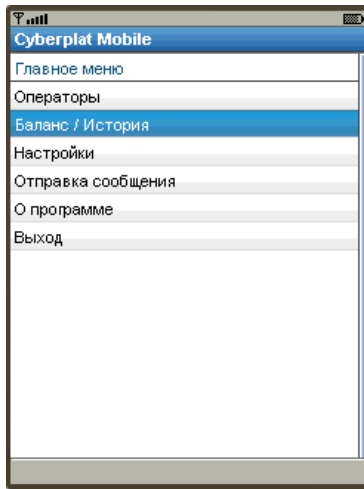 Cyberplat Mobile
Главное меню
Операторы
Баланс / История
Настройки
Отправка сообщения
О программе
Выход